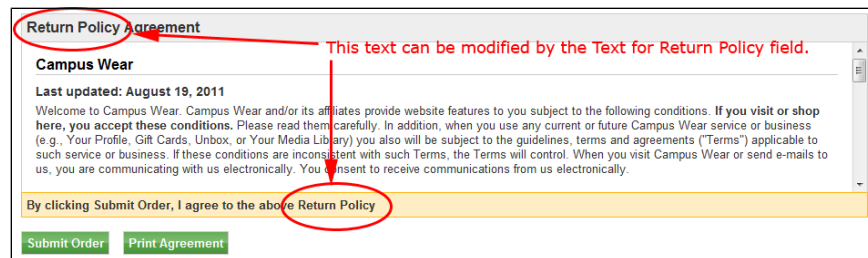 Return Policy Agreement
This text can be modified by the Text for Return Policy field.
Campus Wear
Last updated: August 19, 2011
Welcome to Campus Wear. Campus Wear and/or its affiliates provide website features to you subject to the following conditions. If you visit or shop
here, you accept these conditions. Please read them carefully. In addition, when you use any current or future Campus Wear service or business
(e.g., Your Profile, Gift Cards, Unbox, or Your Media Library) you also will be subject to the guidelines, terms and agreements ("Terms") applicable to
such service or business. If these conditions are inconsistent with such Terms, the Terms will control. When you visit Campus Wear or send e-mails to
us, you are communicating with us electronically. You consent to receive communications from us electronically.
By clicking Submit Order, I agree to the above Return Policy
Submit Order Print Agreement